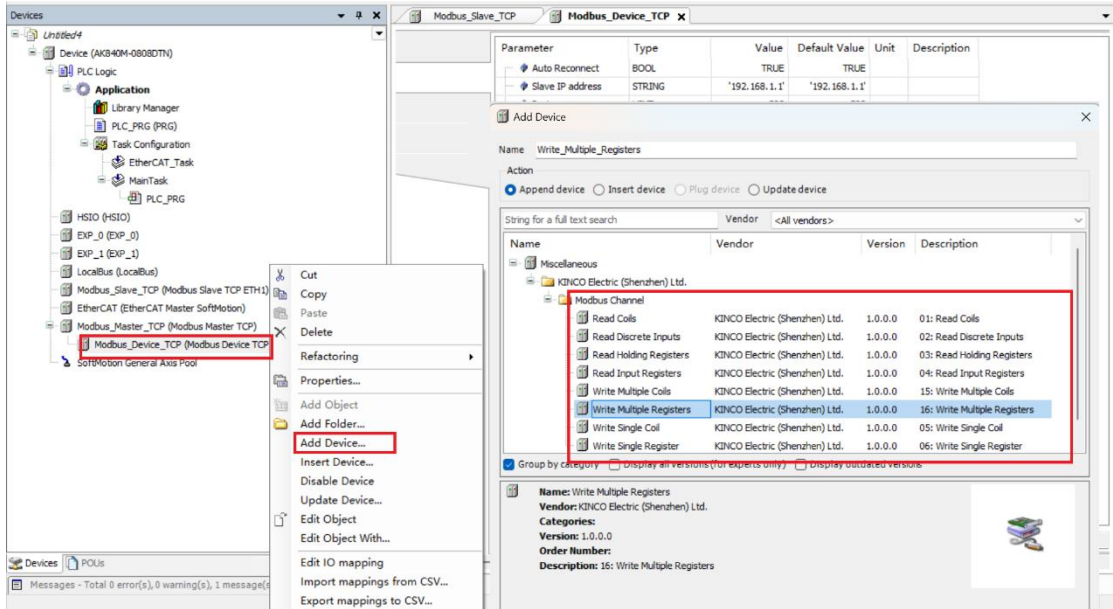 Devices
Untitled4
Device (AK840M-0808DTN)
PLC Logic
Application
Library Manager
PLC_PRG (PRG)
Task Configuration
EtherCAT_Task
MainTask
PLC_PRG
HSIO (HSIO)
EXP_0 (EXP_0)
EXP_1 (EXP_1)
LocalBus (LocalBus)
Modbus_Slave_TCP (Modbus Slave TCP ETH1)
EtherCAT (EtherCAT Master SoftMotion)
Modbus_Master_TCP (Modbus Master TCP)
Modbus_Device_TCP (Modbus Device TCP
SoftMotion General Axis Pool
Devices POUs
Messages - Total 0 error(s), 0 warning(s), 1 message(s
Cut
Copy
Paste
Delete
Refactoring
Properties...
Add Object
Add Folder...
Add Device...
Insert Device...
Disable Device
Update Device...
Edit Object
Edit Object With...
Edit IO mapping
Import mappings from CSV...
Export mappings to CSV...
Modbus_Slave_TCP Modbus_Device_TCP
Parameter Type Value Default Value Unit Description
Auto Reconnect BOOL TRUE TRUE
Slave IP address STRING '192.168.1.1' '192.168.1.1'
Add Device
Name Write_Multiple_Registers
Action
Append device Insert device Plug device Update device
String for a full text search Vendor <All vendors>
Name Vendor Version Description
Miscellaneous
KINCO Electric (Shenzhen) Ltd.
Modbus Channel
Read Coils KINCO Electric (Shenzhen) Ltd. 1.0.0.0 01: Read Coils
Read Discrete Inputs KINCO Electric (Shenzhen) Ltd. 1.0.0.0 02: Read Discrete Inputs
Read Holding Registers KINCO Electric (Shenzhen) Ltd. 1.0.0.0 03: Read Holding Registers
Read Input Registers KINCO Electric (Shenzhen) Ltd. 1.0.0.0 04: Read Input Registers
Write Multiple Coils KINCO Electric (Shenzhen) Ltd. 1.0.0.0 15: Write Multiple Coils
Write Multiple Registers KINCO Electric (Shenzhen) Ltd. 1.0.0.0 16: Write Multiple Registers
Write Single Coil KINCO Electric (Shenzhen) Ltd. 1.0.0.0 05: Write Single Coil
Write Single Register KINCO Electric (Shenzhen) Ltd. 1.0.0.0 06: Write Single Register
Group by category Display all versions (for experts only) Display outdated versions
Name: Write Multiple Registers
Vendor: KINCO Electric (Shenzhen) Ltd.
Categories:
Version: 1.0.0.0
Order Number:
Description: 16: Write Multiple Registers